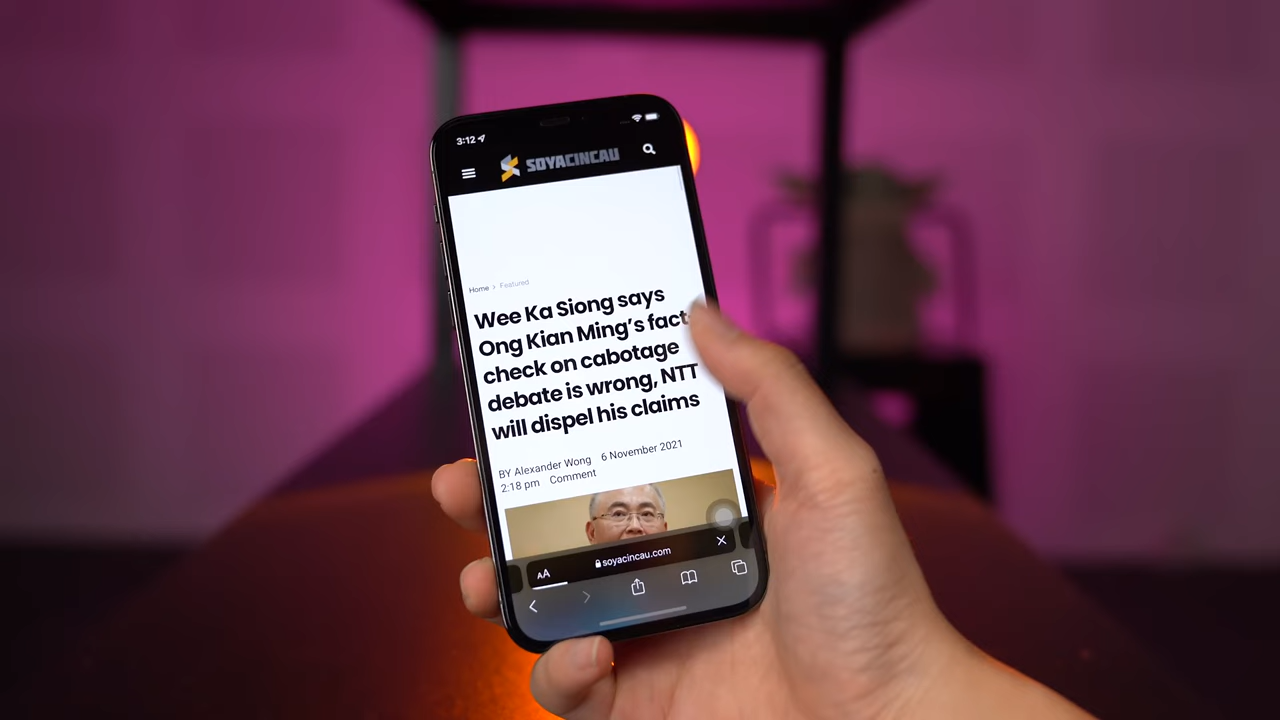 3:12
SOYACINCAU
Home > Featured
Wee Ka Siong says
Ong Kian Ming's fact-
check on cabotage
debate is wrong, NTT
will dispel his claims
BY Alexander Wong 6 November 2021
2:18 pm Comment
AA soyacincau.com